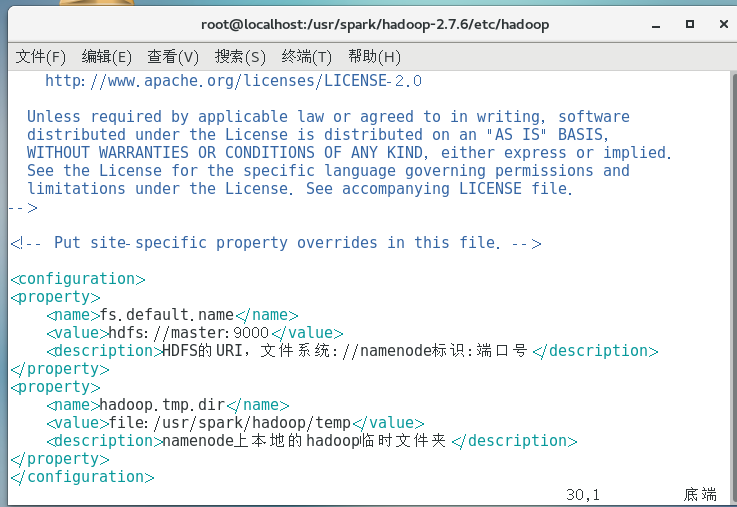 root@localhost:/usr/spark/hadoop-2.7.6/etc/hadoop
文件(F) 编辑(E) 查看(V) 搜索(S) 终端(T) 帮助(H)
http://www.apache.org/licenses/LICENSE-2.0
Unless required by applicable law or agreed to in writing, software
distributed under the License is distributed on an "AS IS" BASIS,
WITHOUT WARRANTIES OR CONDITIONS OF ANY KIND, either express or implied.
See the License for the specific language governing permissions and
limitations under the License. See accompanying LICENSE file.
-->
<!-- Put site-specific property overrides in this file. -->
<configuration>
<property>
<name>fs.default.name</name>
<value>hdfs://master:9000</value>
<description>HDFS的URI，文件系统://namenode标识:端口号</description>
</property>
<property>
<name>hadoop.tmp.dir</name>
<value>file:/usr/spark/hadoop/temp</value>
<description>namenode上本地的hadoop临时文件夹</description>
</property>
</configuration>
30,1 底端